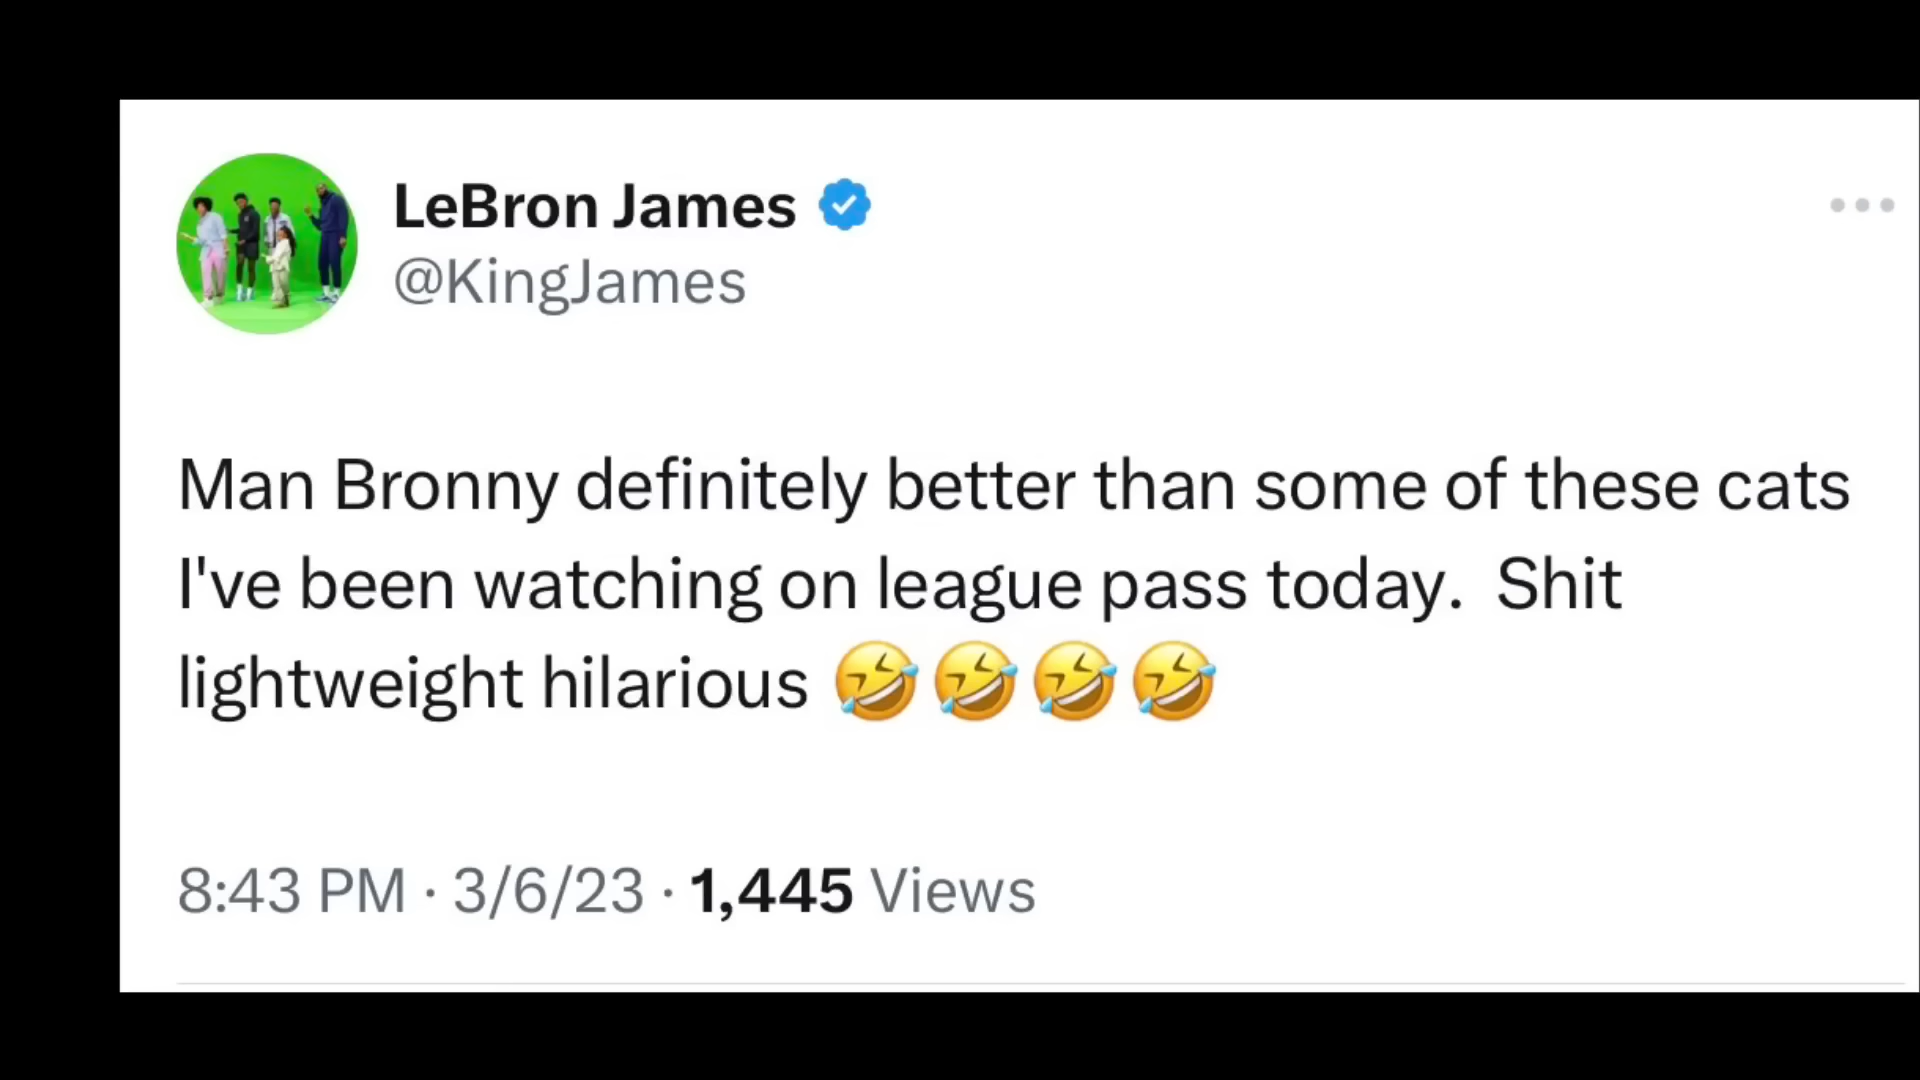 LeBron James
@KingJames
Man Bronny definitely better than some of these cats
I've been watching on league pass today.  Shit
lightweight hilarious 🤣🤣🤣🤣
8:43 PM · 3/6/23 · 1,445 Views